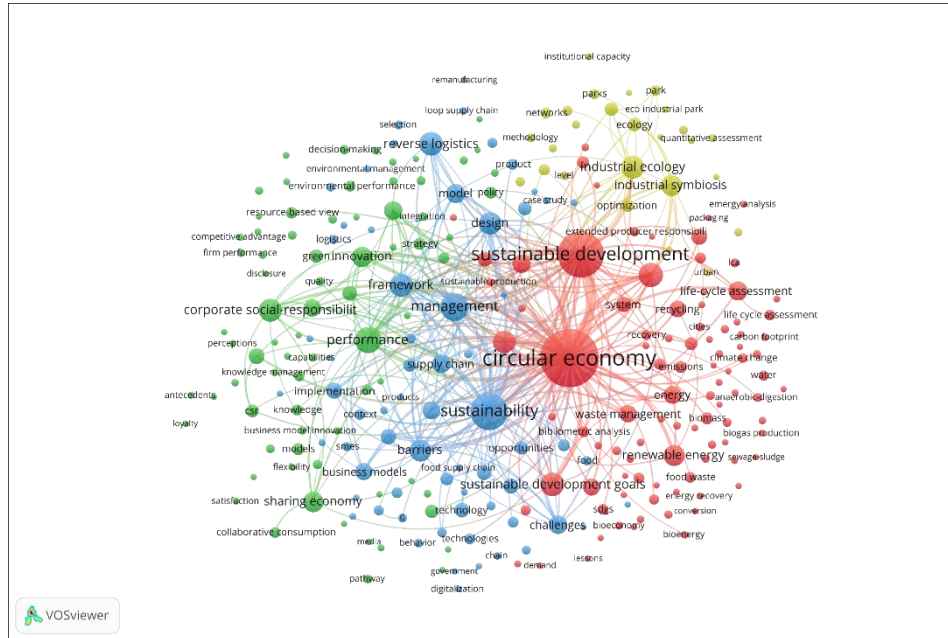 institutional capacity
remanufacturing
parks
park
loop supply chain
networks
eco industrial park
selection
ecology
reverse logistics
methodology
quantitative assessment
decision-making
environmental management
product
industrial ecology
environmental performance
model
policy
level
industrial symbiosis
case study
resource based view
integration
optimization
emergy analysis
design
packaging
competitive advantage
logistics
strategy
extended producer responsibili
firm performance
green innovation
sustainable development
disclosure
quality
framework
sustainable production
urban
lca
life-cycle assessment
corporate social-responsibilit
management
system
recycling
life cycle assessment
perceptions
performance
cities
recovery
carbon footprint
capabilities
circular economy
climate change
knowledge management
supply chain
emissions
water
antecedents
implementation
products
energy
anaerobic digestion
csr
knowledge
context
sustainability
waste management
biomass
loyalty
business model innovation
bibliometric analysis
biogas production
models
smes
barriers
opportunities
renewable energy
sewage-sludge
flexibility
business models
food supply chain
food
food waste
satisfaction
sharing economy
sustainable development goals
energy recovery
technology
sdgs
conversion
collaborative consumption
challenges
bioeconomy
bioenergy
media
behavior
technologies
chain
lessons
pathway
government
demand
digitalization
VOSviewer